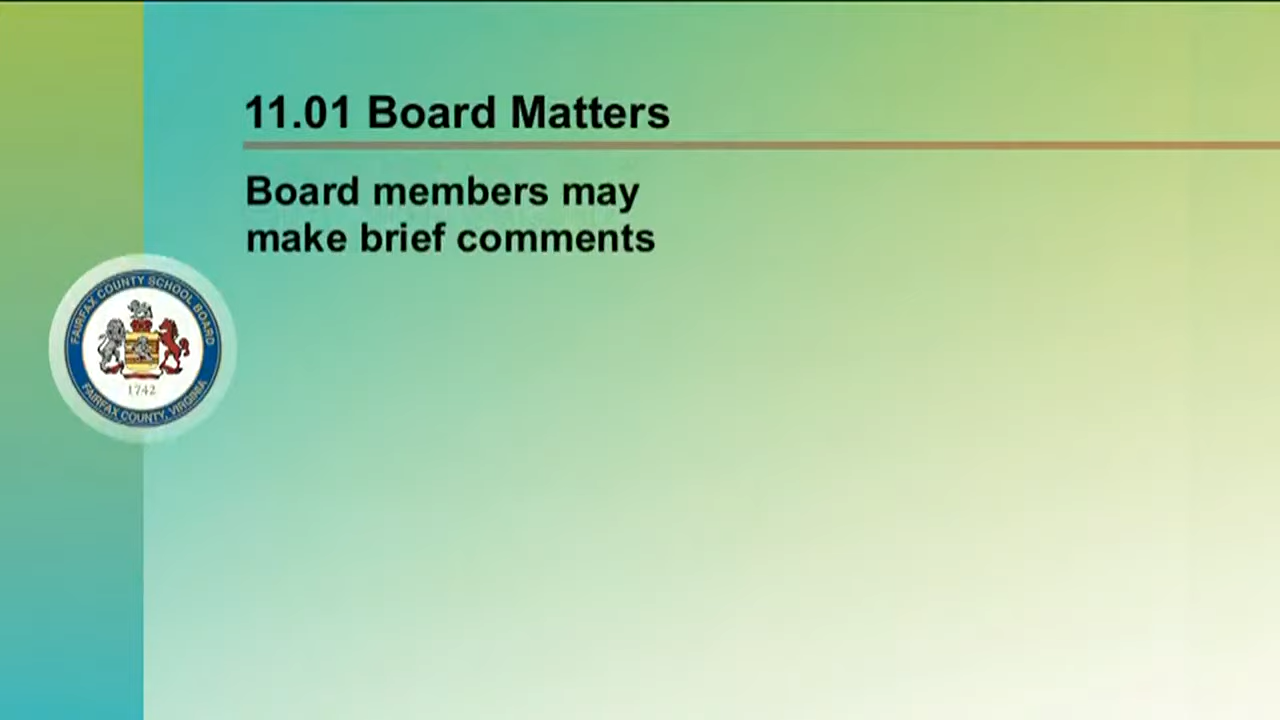 11.01 Board Matters
Board members may
make brief comments
FAIRFAX COUNTY SCHOOL BOARD
1742
FAIRFAX COUNTY, VIRGINIA